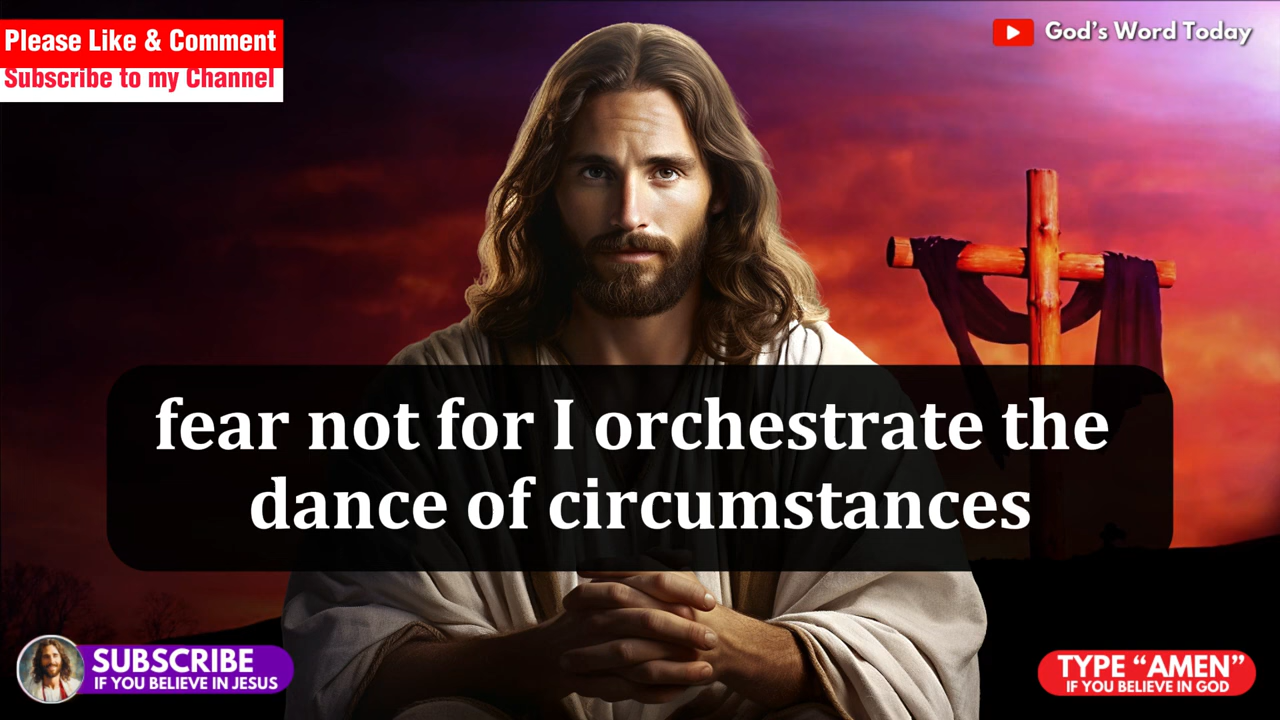 Please Like & Comment
Subscribe to my Channel
God's Word Today
fear not for I orchestrate the
dance of circumstances
SUBSCRIBE
IF YOU BELIEVE IN JESUS
TYPE “AMEN”
IF YOU BELIEVE IN GOD